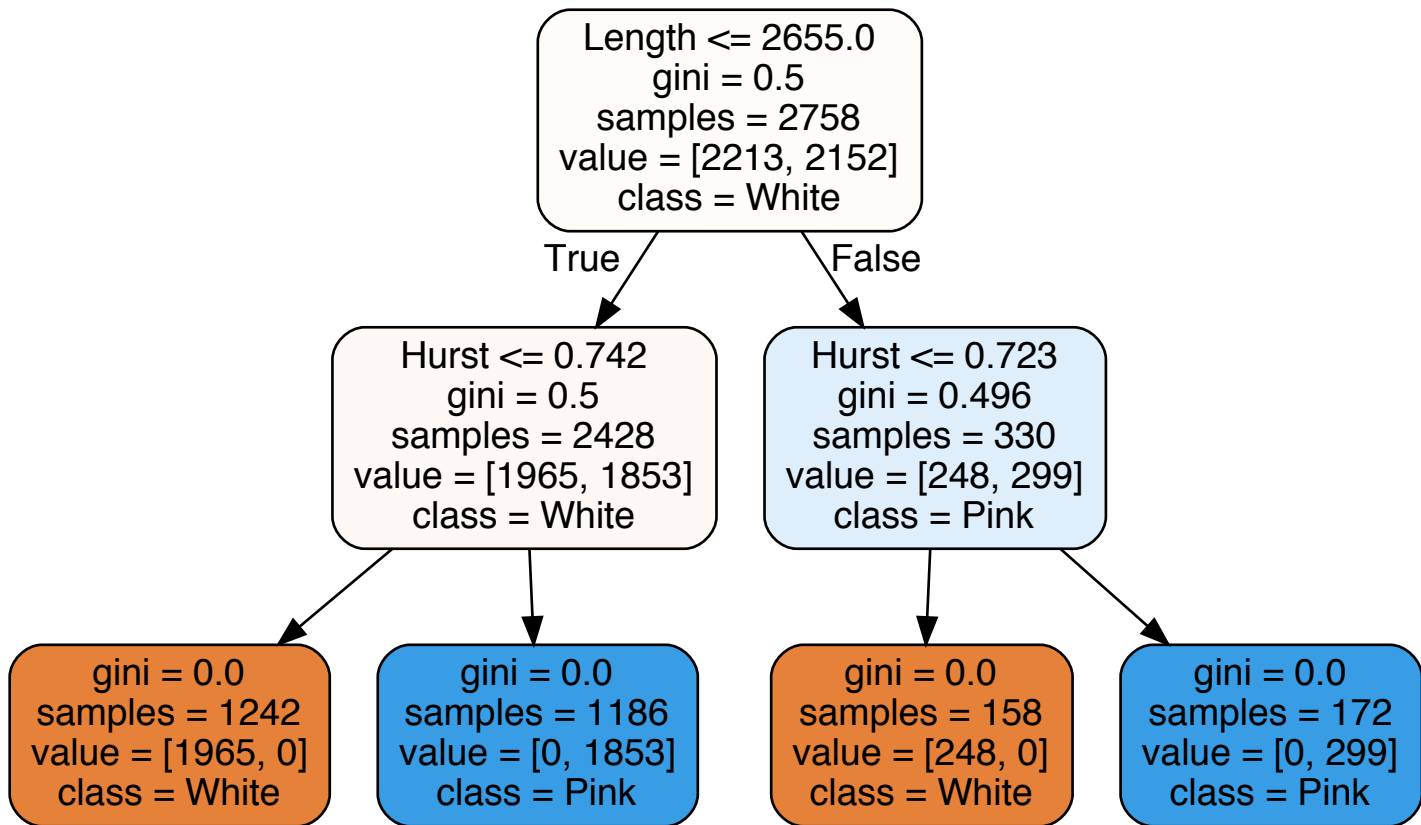 Length <= 2655.0
gini = 0.5
samples = 2758
value = [2213, 2152]
class = White
True
False
Hurst <= 0.742
gini = 0.5
samples = 2428
value = [1965, 1853]
class = White
Hurst <= 0.723
gini = 0.496
samples = 330
value = [248, 299]
class = Pink
gini = 0.0
samples = 1242
value = [1965, 0]
class = White
gini = 0.0
samples = 1186
value = [0, 1853]
class = Pink
gini = 0.0
samples = 158
value = [248, 0]
class = White
gini = 0.0
samples = 172
value = [0, 299]
class = Pink